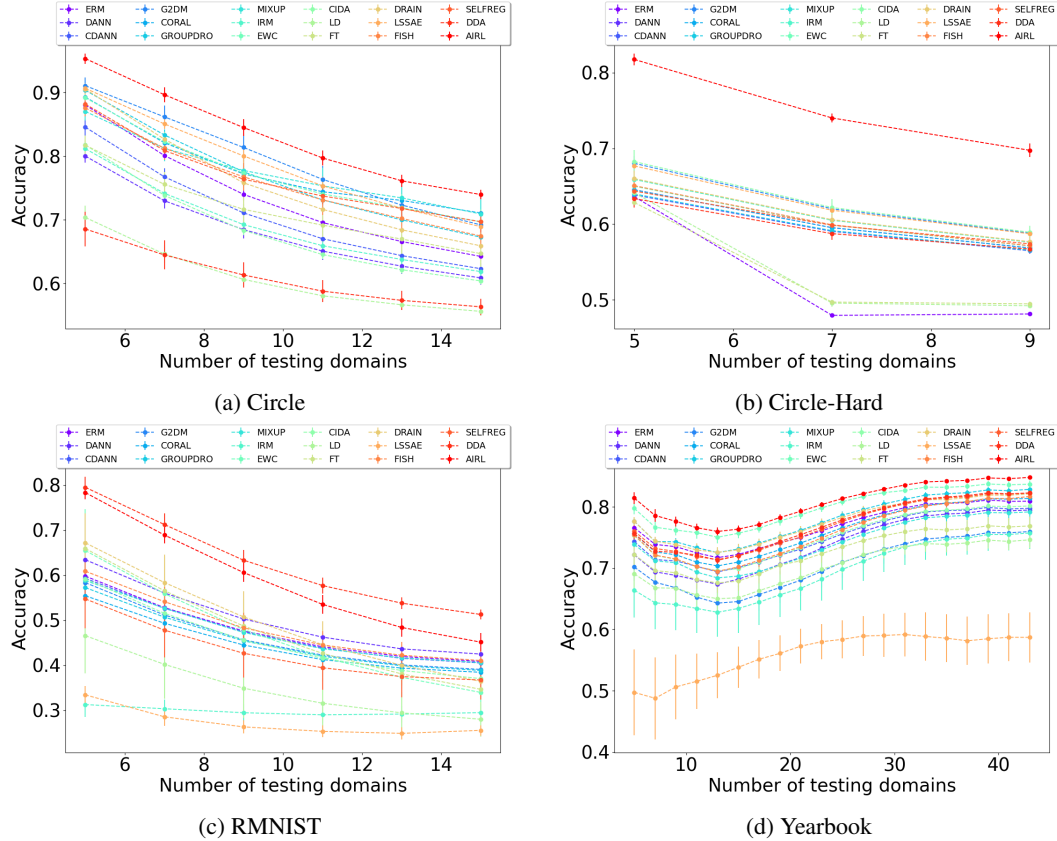 ERM G2DM MIXUP CIDA DRAIN SELFREG
DANN CORAL IRM LD LSSAE DDA
CDANN GROUPDRO EWC FT FISH AIRL
Accuracy
0.9
0.8
0.7
0.6
6 8 10 12 14
Number of testing domains
(a) Circle
ERM G2DM MIXUP CIDA DRAIN SELFREG
DANN CORAL IRM LD LSSAE DDA
CDANN GROUPDRO EWC FT FISH AIRL
Accuracy
0.8
0.7
0.6
0.5
5 6 7 8 9
Number of testing domains
(b) Circle-Hard
ERM G2DM MIXUP CIDA DRAIN SELFREG
DANN CORAL IRM LD LSSAE DDA
CDANN GROUPDRO EWC FT FISH AIRL
Accuracy
0.8
0.7
0.6
0.5
0.4
0.3
6 8 10 12 14
Number of testing domains
(c) RMNIST
ERM G2DM MIXUP CIDA DRAIN SELFREG
DANN CORAL IRM LD LSSAE DDA
CDANN GROUPDRO EWC FT FISH AIRL
Accuracy
0.8
0.7
0.6
0.5
0.4
10 20 30 40
Number of testing domains
(d) Yearbook